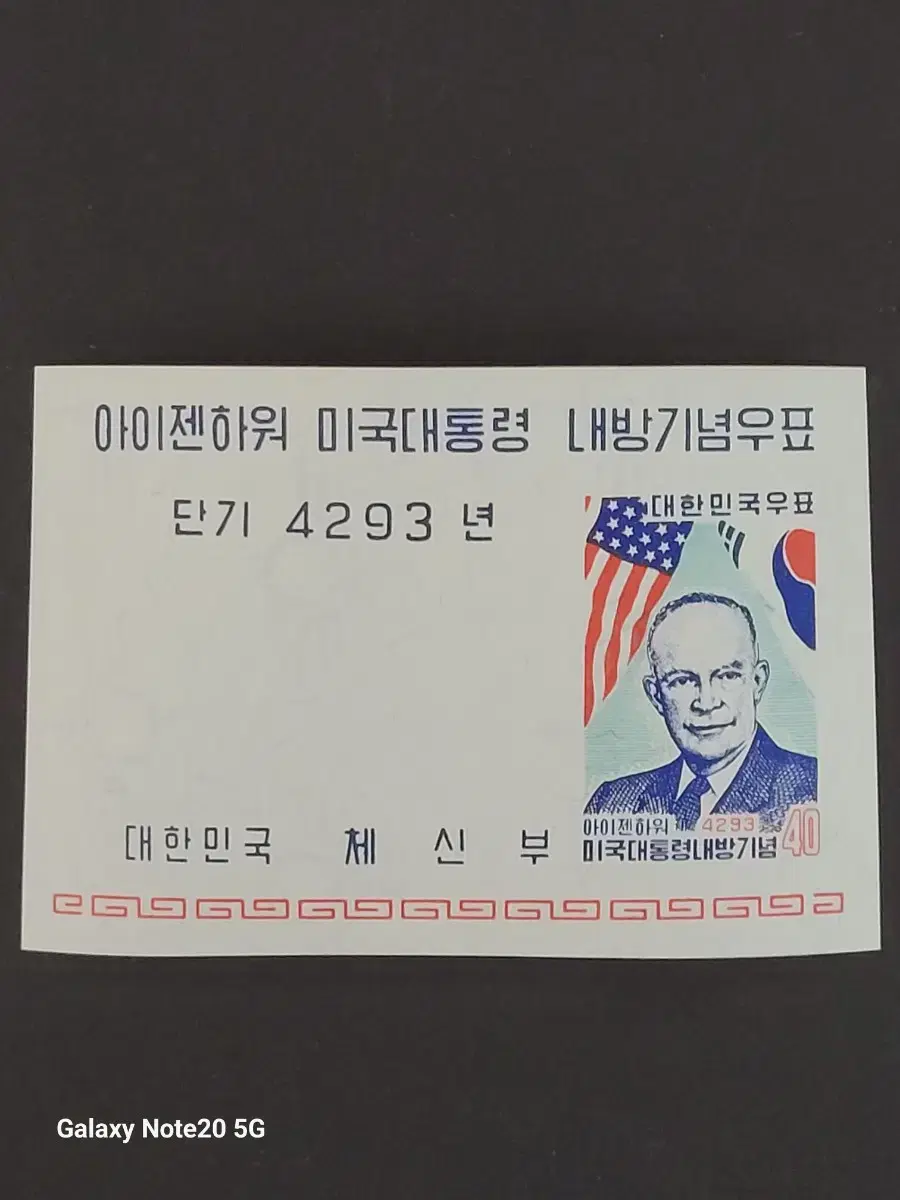 아이젠하워 미국대통령 내방기념우표
단기 4293 년
대한민국우표
대한민국 체 신 부
아이젠하워 4293
미국대통령내방기념 40
Galaxy Note20 5G